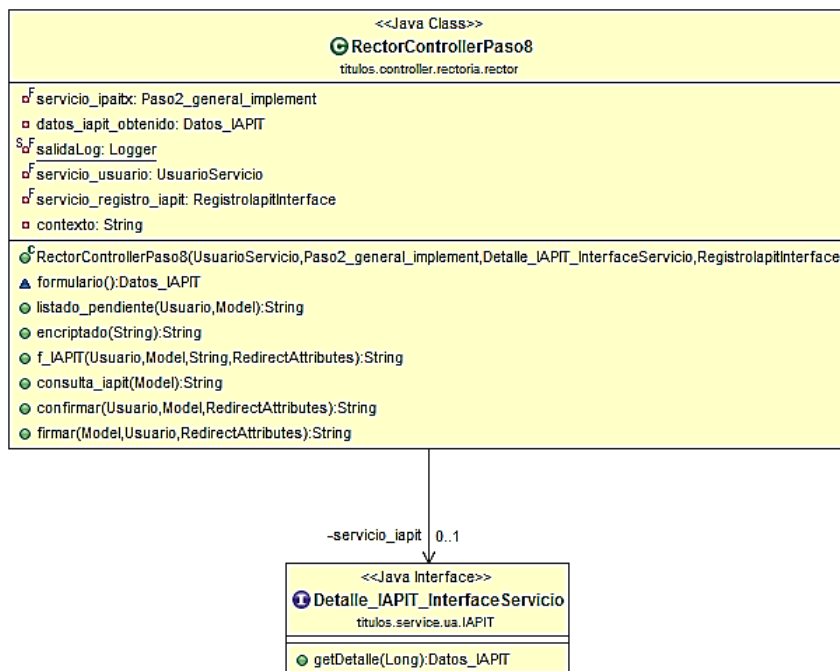 <<Java Class>>
RectorControllerPaso8
titulos.controller.rectoria.rector
servicio_ipaitx: Paso2_general_implement
datos_iapit_obtenido: Datos_IAPIT
salidaLog: Logger
servicio_usuario: UsuarioServicio
servicio_registro_iapit: RegistroIapitInterface
contexto: String
RectorControllerPaso8(UsuarioServicio,Paso2_general_implement,Detalle_IAPIT_InterfaceServicio,RegistroIapitInterface
formulario():Datos_IAPIT
listado_pendiente(Usuario,Model):String
encriptado(String):String
f_IAPIT(Usuario,Model,String,RedirectAttributes):String
consulta_iapit(Model):String
confirmar(Usuario,Model,RedirectAttributes):String
firmar(Model,Usuario,RedirectAttributes):String
-servicio_iapit 0..1
<<Java Interface>>
Detalle_IAPIT_InterfaceServicio
titulos.service.ua.IAPIT
getDetalle(Long):Datos_IAPIT